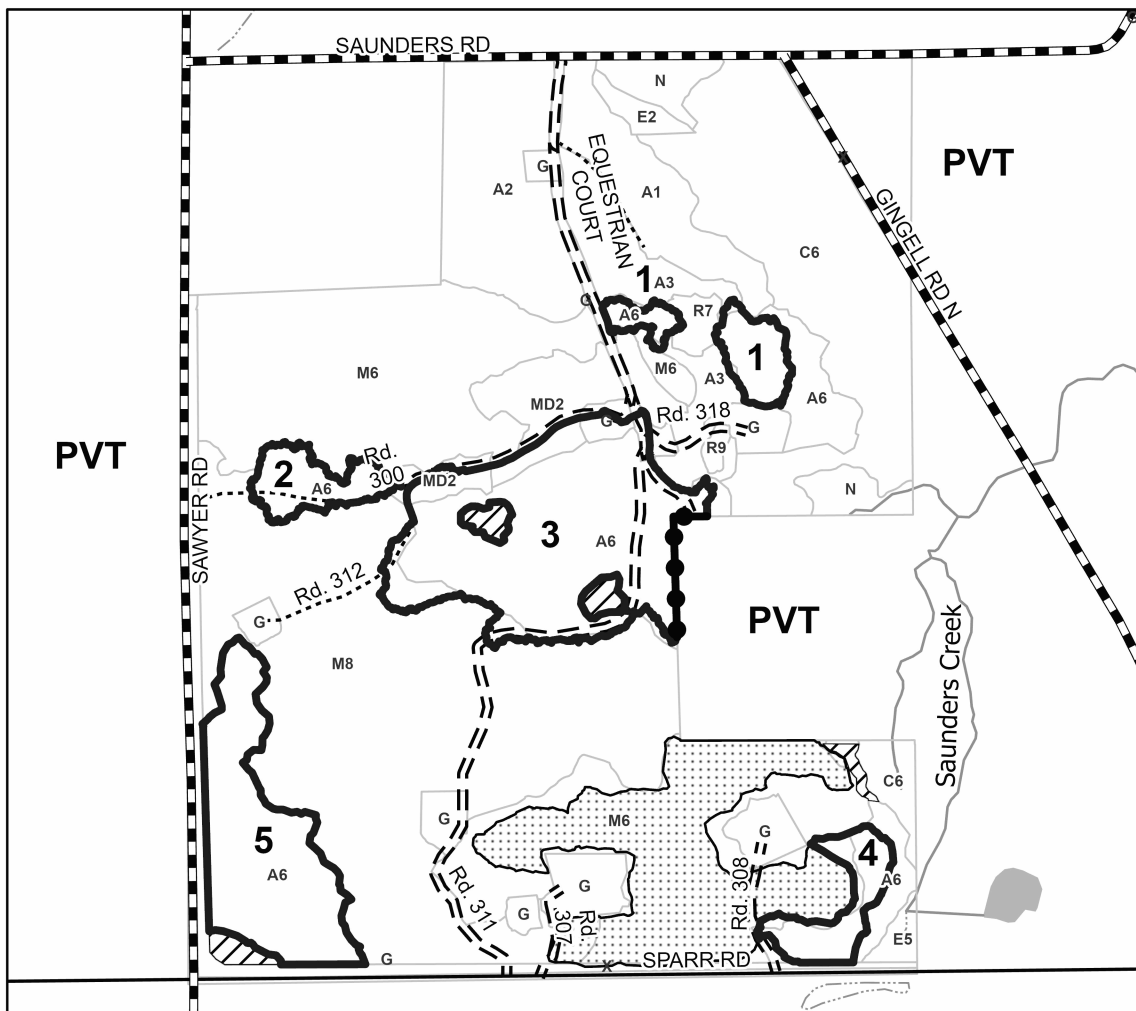 SAUNDERS RD
N
E2
PVT
G
EQUESTRIAN
COURT
A2
A1
GINGELL RD N
C6
1
A3
G
A6
R7
1
M6
M6
A3
A6
MD2
Rd. 318
G
G
R9
PVT
Rd.
300
2
A6
MD2
N
SAWYER RD
3
A6
Rd. 312
G
PVT
M8
Saunders Creek
C6
G
M6
G
5
A6
4
A6
Rd. 311
G
G
Rd.
307
Rd. 308
E5
G
SPARR RD
X